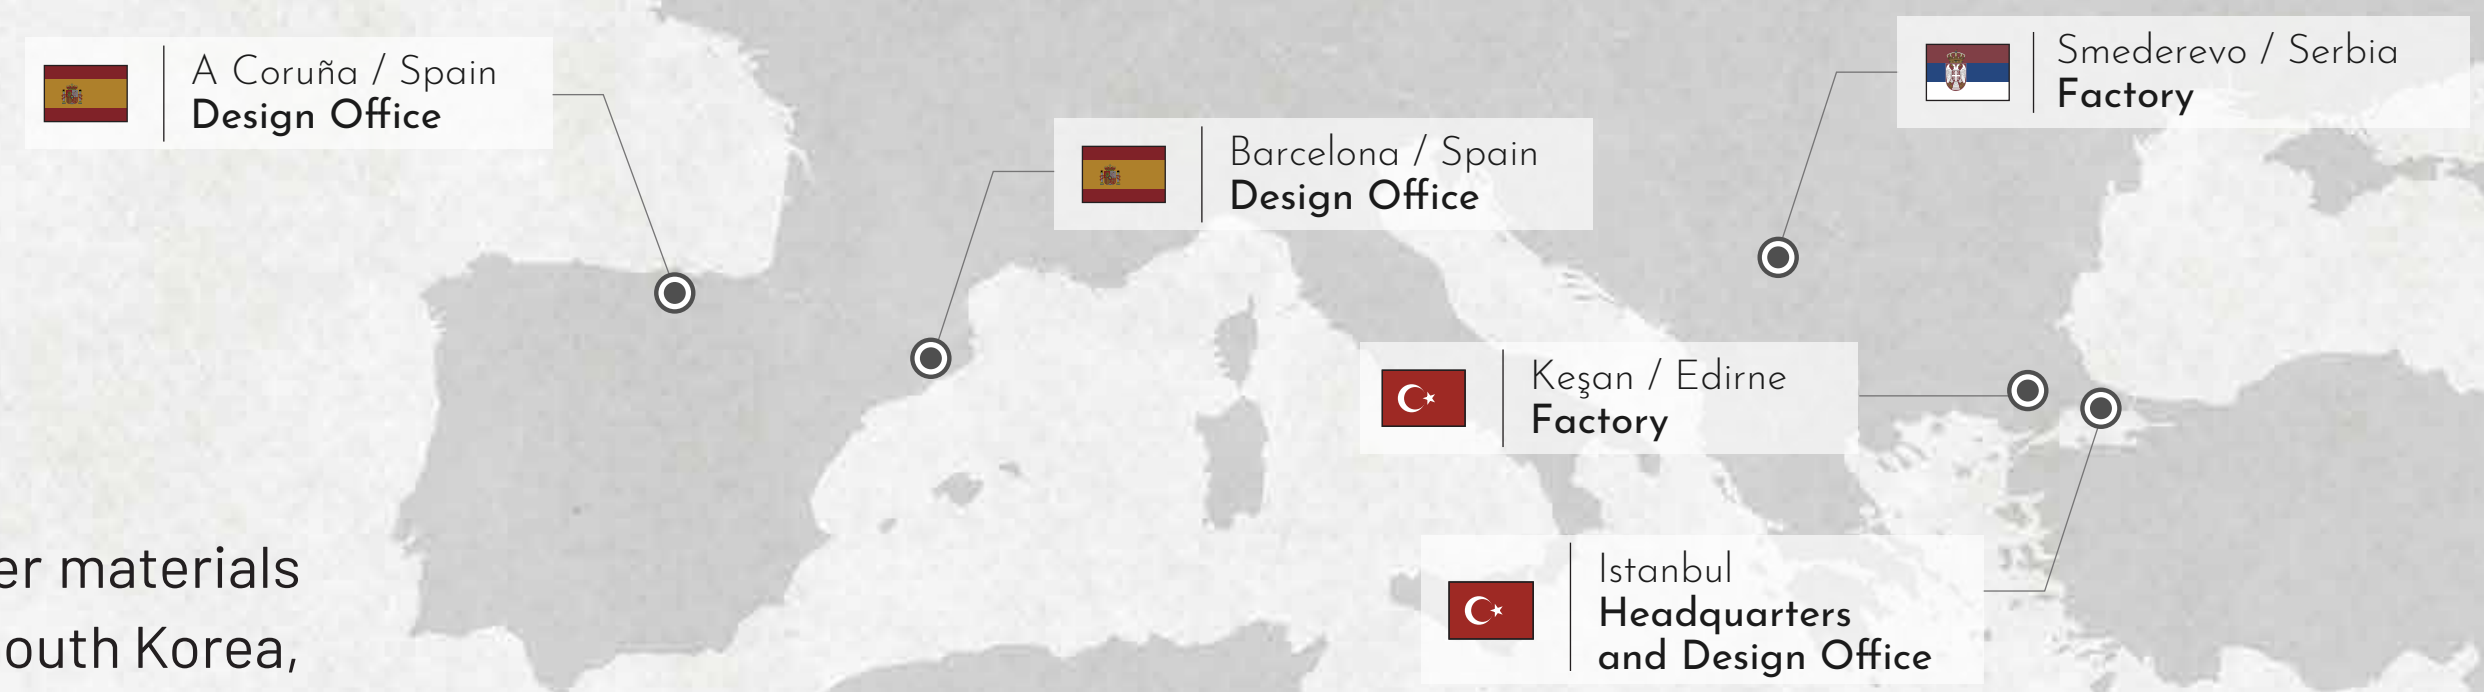 A Coruña / Spain
Design Office
Barcelona / Spain
Design Office
Smederevo / Serbia
Factory
Keşan / Edirne
Factory
Istanbul
Headquarters
and Design Office
er materials
outh Korea,